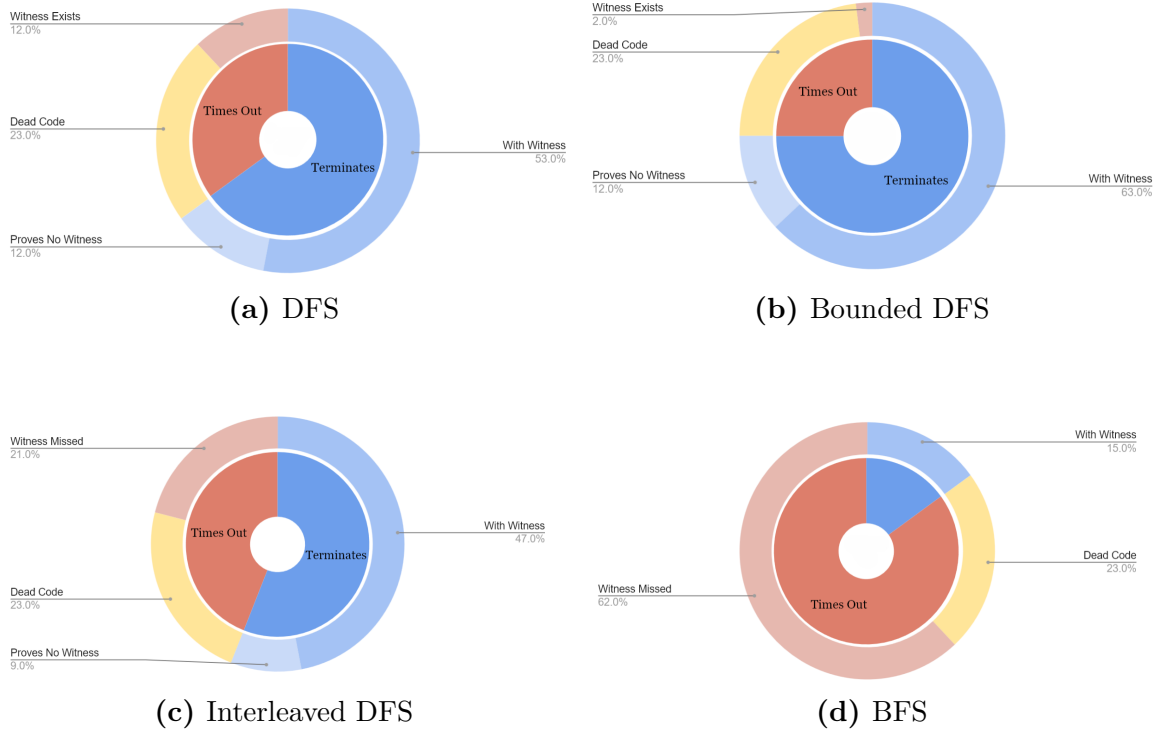 Witness Exists
12.0%
Dead Code
23.0%
Proves No Witness
12.0%
Times Out
Terminates
With Witness
53.0%
(a) DFS
Witness Exists
2.0%
Dead Code
23.0%
Proves No Witness
12.0%
Times Out
Terminates
With Witness
63.0%
(b) Bounded DFS
Witness Missed
21.0%
Dead Code
23.0%
Proves No Witness
9.0%
Times Out
Terminates
With Witness
47.0%
(c) Interleaved DFS
With Witness
15.0%
Dead Code
23.0%
Witness Missed
62.0%
Times Out
(d) BFS